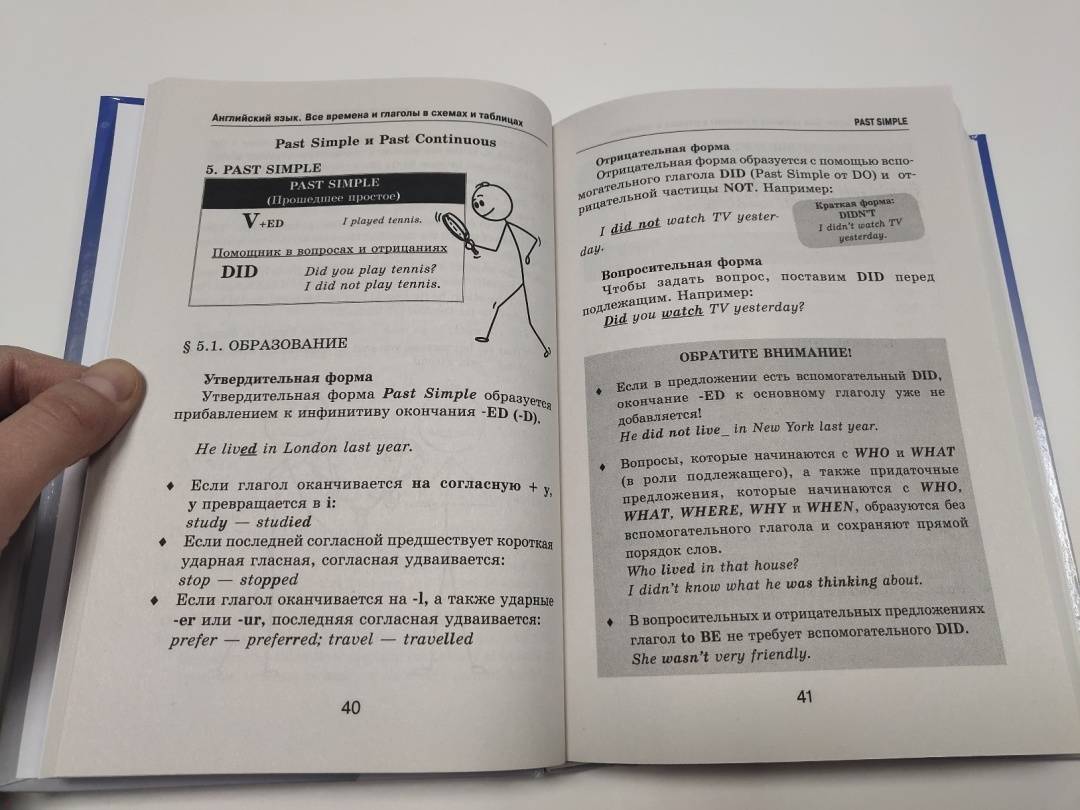 Английский язык. Все времена и глаголы в схемах и таблицах
Past Simple и Past Continuous
5. PAST SIMPLE
PAST SIMPLE
(Прошедшее простое)
V+ED I played tennis.
Помощник в вопросах и отрицаниях
DID Did you play tennis?
I did not play tennis.
§ 5.1. ОБРАЗОВАНИЕ
Утвердительная форма
Утвердительная форма Past Simple образуется
прибавлением к инфинитиву окончания -ED (-D).
He lived in London last year.
♦ Если глагол оканчивается на согласную + y,
y превращается в i:
study — studied
♦ Если последней согласной предшествует короткая
ударная гласная, согласная удваивается:
stop — stopped
♦ Если глагол оканчивается на -l, а также ударные
-er или -ur, последняя согласная удваивается:
prefer — preferred; travel — travelled
40
PAST SIMPLE
Отрицательная форма
Отрицательная форма образуется с помощью вспо-
могательного глагола DID (Past Simple от DO) и от-
рицательной частицы NOT. Например:
I did not watch TV yester-
day.
Краткая форма:
DIDN'T
I didn't watch TV
yesterday.
Вопросительная форма
Чтобы задать вопрос, поставим DID перед
подлежащим. Например:
Did you watch TV yesterday?
ОБРАТИТЕ ВНИМАНИЕ!
♦ Если в предложении есть вспомогательный DID,
окончание -ED к основному глаголу уже не
добавляется!
He did not live_ in New York last year.
♦ Вопросы, которые начинаются с WHO и WHAT
(в роли подлежащего), а также придаточные
предложения, которые начинаются с WHO,
WHAT, WHERE, WHY и WHEN, образуются без
вспомогательного глагола и сохраняют прямой
порядок слов.
Who lived in that house?
I didn't know what he was thinking about.
♦ В вопросительных и отрицательных предложениях
глагол to BE не требует вспомогательного DID.
She wasn't very friendly.
41